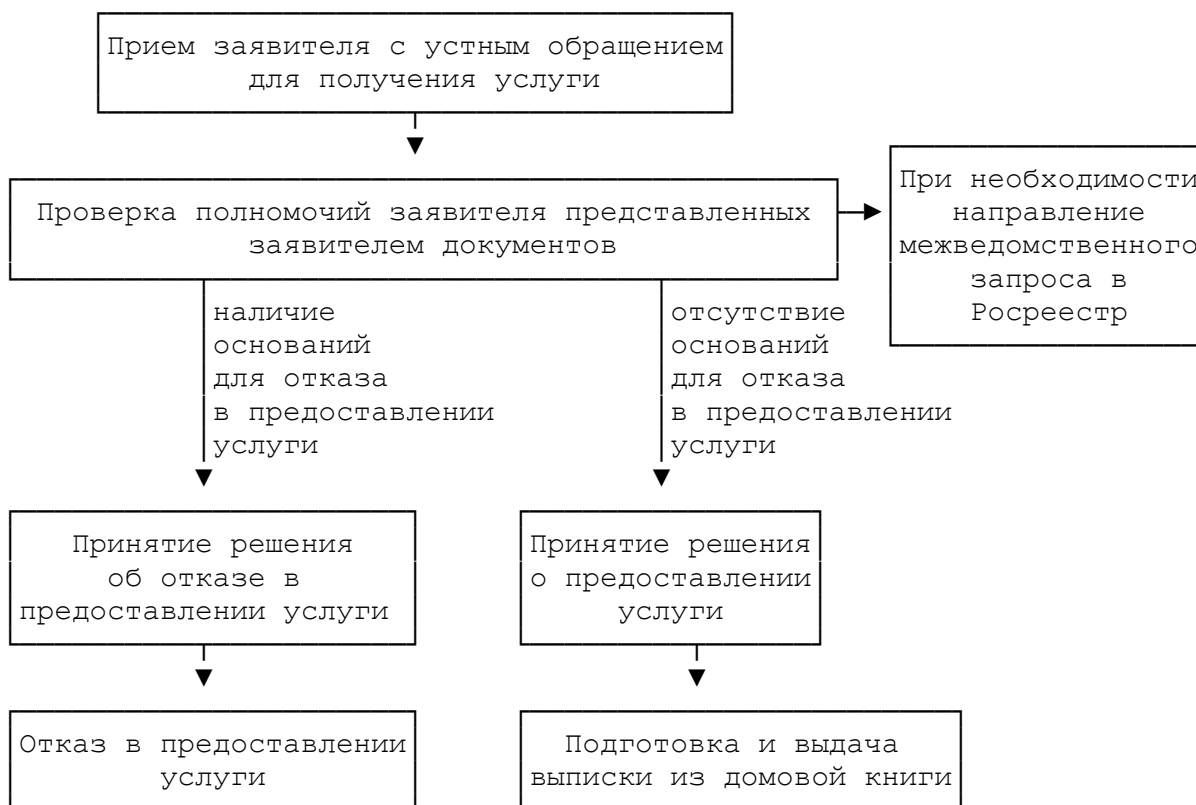 Прием заявителя с устным обращением
для получения услуги
Проверка полномочий заявителя представленных
заявителем документов
При необходимости
направление
межведомственного
запроса в
Росреестр
наличие
оснований
для отказа
в предоставлении
услуги
отсутствие
оснований
для отказа
в предоставлении
услуги
Принятие решения
об отказе в
предоставлении услуги
Принятие решения
о предоставлении
услуги
Отказ в предоставлении
услуги
Подготовка и выдача
выписки из домовой книги